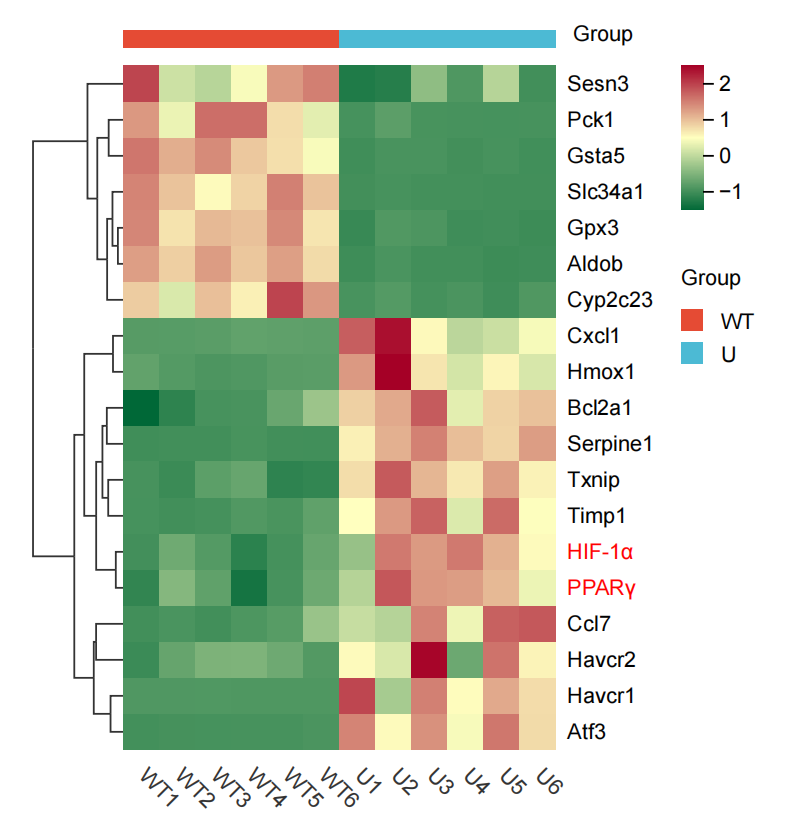 Group
Sesn3
Pck1
Gsta5
Slc34a1
Gpx3
Aldob
Cyp2c23
Cxcl1
Hmox1
Bcl2a1
Serpine1
Txnip
Timp1
HIF-1α
PPARγ
Ccl7
Havcr2
Havcr1
Atf3
2
1
0
−1
Group
WT
U
WT1 WT2 WT3 WT4 WT5 WT6 U1 U2 U3 U4 U5 U6